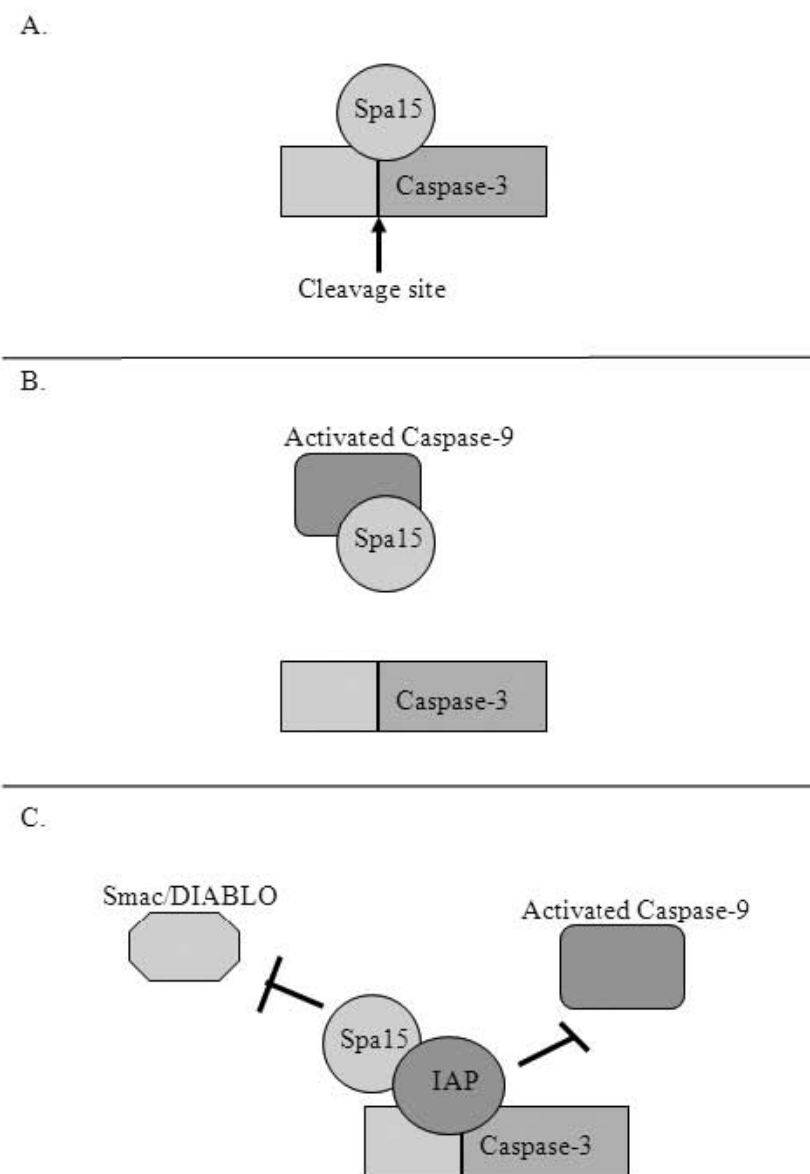 A.
Spa15
Caspase-3
Cleavage site
B.
Activated Caspase-9
Spa15
Caspase-3
C.
Smac/DIABLO
Activated Caspase-9
Spa15
IAP
Caspase-3